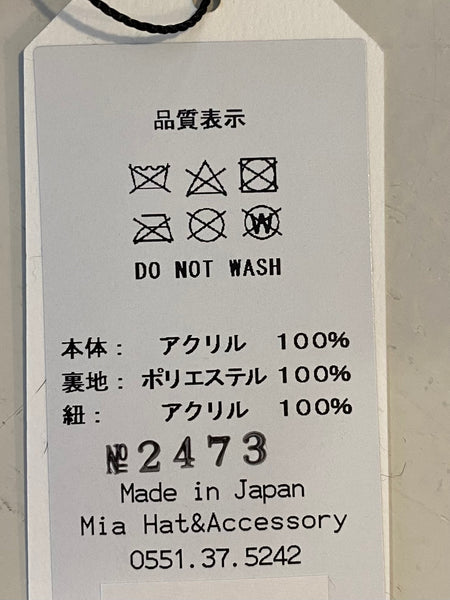 品質表示
W
DO NOT WASH
本体: アクリル 100%
裏地: ポリエステル 100%
紐: アクリル 100%
№2473
Made in Japan
Mia Hat&Accessory
0551.37.5242